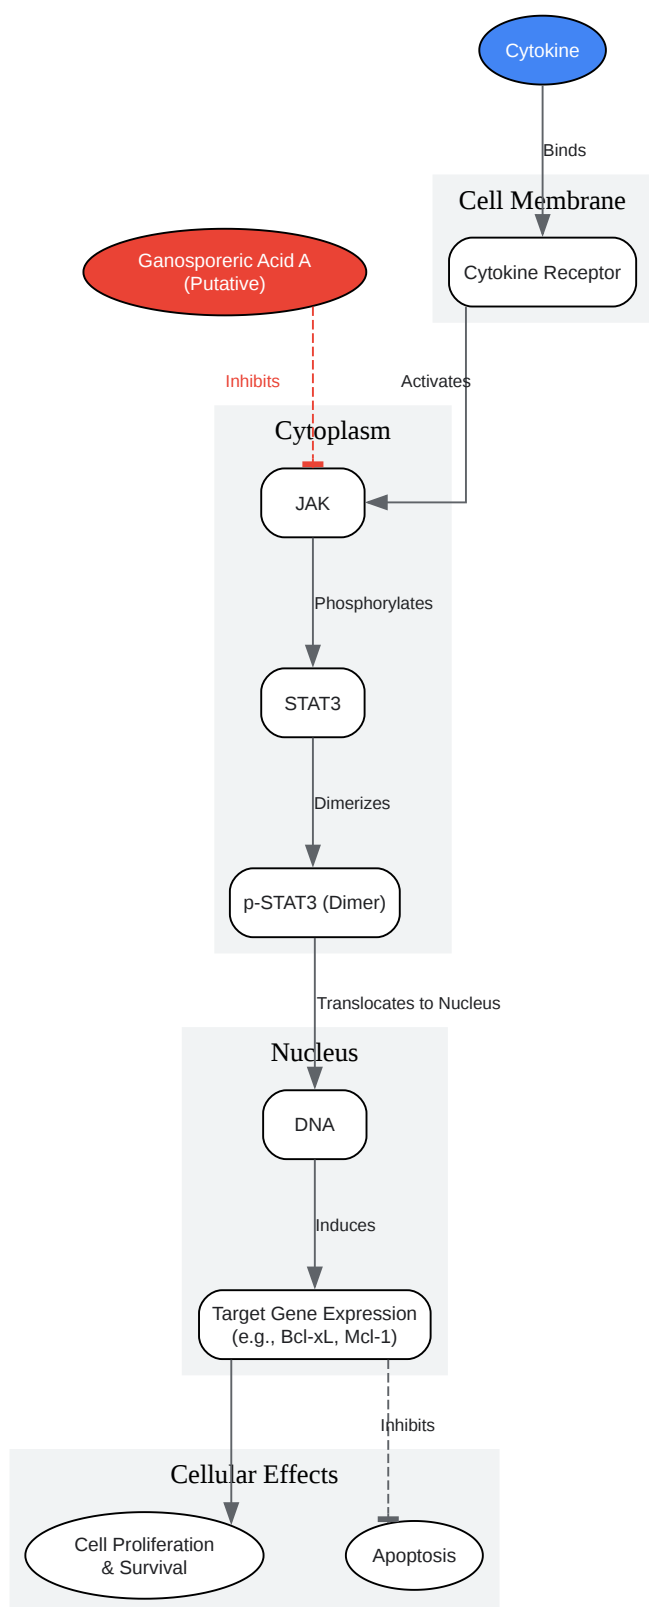 Cytokine
Binds
Cell Membrane
Cytokine Receptor
Ganosporeric Acid A
(Putative)
Inhibits
Activates
Cytoplasm
JAK
Phosphorylates
STAT3
Dimerizes
p-STAT3 (Dimer)
Translocates to Nucleus
Nucleus
DNA
Induces
Target Gene Expression
(e.g., Bcl-xL, Mcl-1)
Inhibits
Cellular Effects
Cell Proliferation
& Survival
Apoptosis